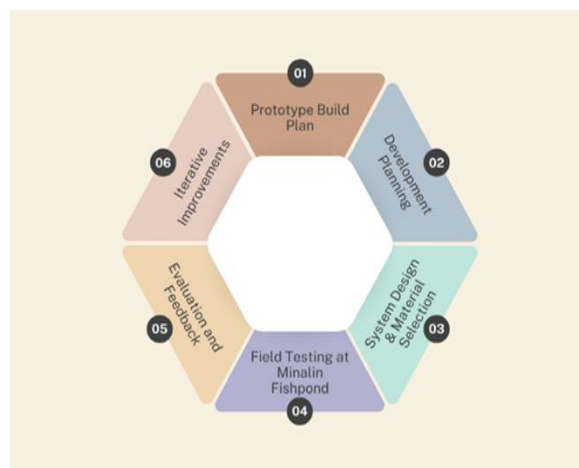 01
Prototype Build
Plan
02
Development
Planning
03
System Design
& Material
Selection
Field Testing at
Minalin
Fishpond
04
05
Evaluation and
Feedback
06
Iterative
Improvements